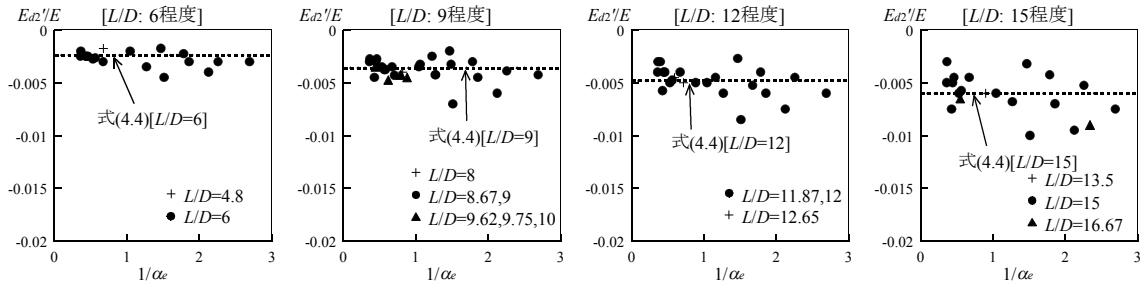 Ed2'/E [L/D: 6程度]
0
-0.005
-0.01
-0.015
-0.02
式(4.4)[L/D=6]
+ L/D=4.8
● L/D=6
0 1 2 3
1/αe
Ed2'/E [L/D: 9程度]
0
-0.005
-0.01
-0.015
-0.02
式(4.4)[L/D=9]
+ L/D=8
● L/D=8.67,9
▲ L/D=9.62,9.75,10
0 1 2 3
1/αe
Ed2'/E [L/D: 12程度]
0
-0.005
-0.01
-0.015
-0.02
式(4.4)[L/D=12]
● L/D=11.87,12
+ L/D=12.65
0 1 2 3
1/αe
Ed2'/E [L/D: 15程度]
0
-0.005
-0.01
-0.015
-0.02
式(4.4)[L/D=15]
+ L/D=13.5
● L/D=15
▲ L/D=16.67
0 1 2 3
1/αe